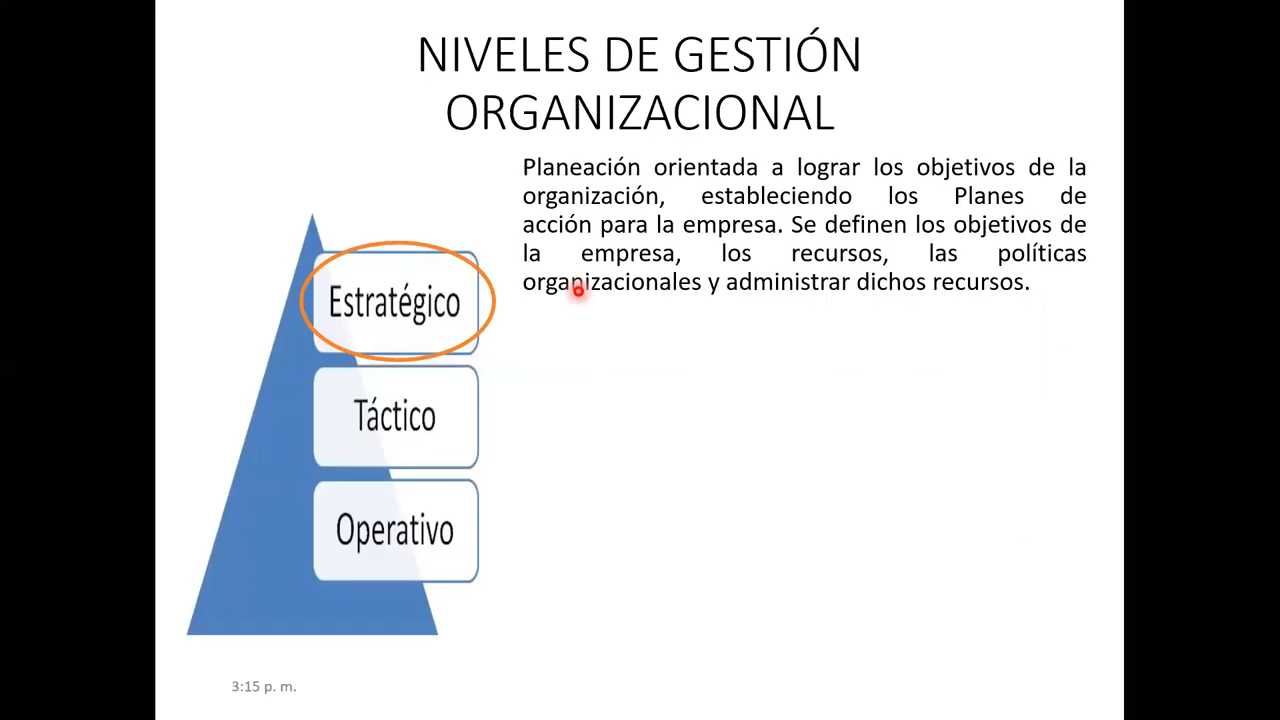 NIVELES DE GESTIÓN
ORGANIZACIONAL
Planeación orientada a lograr los objetivos de la
organización, estableciendo los Planes de
acción para la empresa. Se definen los objetivos de
la empresa, los recursos, las políticas
organizacionales y administrar dichos recursos.
Estratégico
Táctico
Operativo
3:15 p. m.